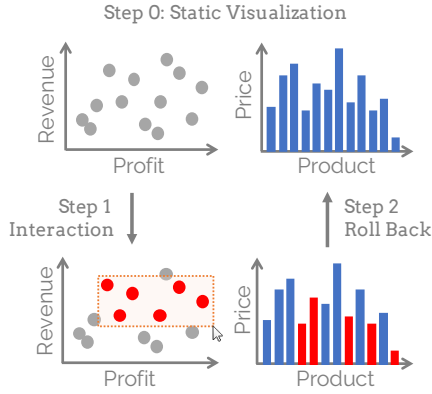 Step 0: Static Visualization
Revenue
Profit
Price
Product
Step 1
Interaction
Step 2
Roll Back
Revenue
Profit
Price
Product